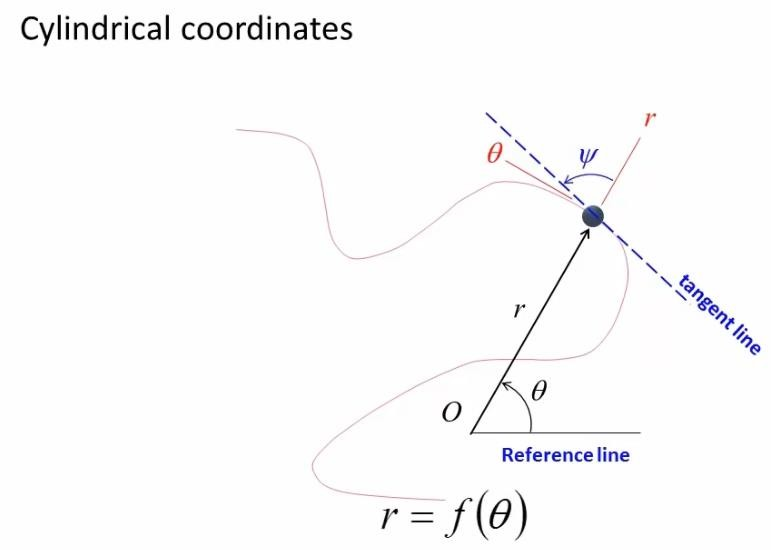 Cylindrical coordinates
r
θ
ψ
r
tangent line
θ
O
Reference line
r = f(θ)